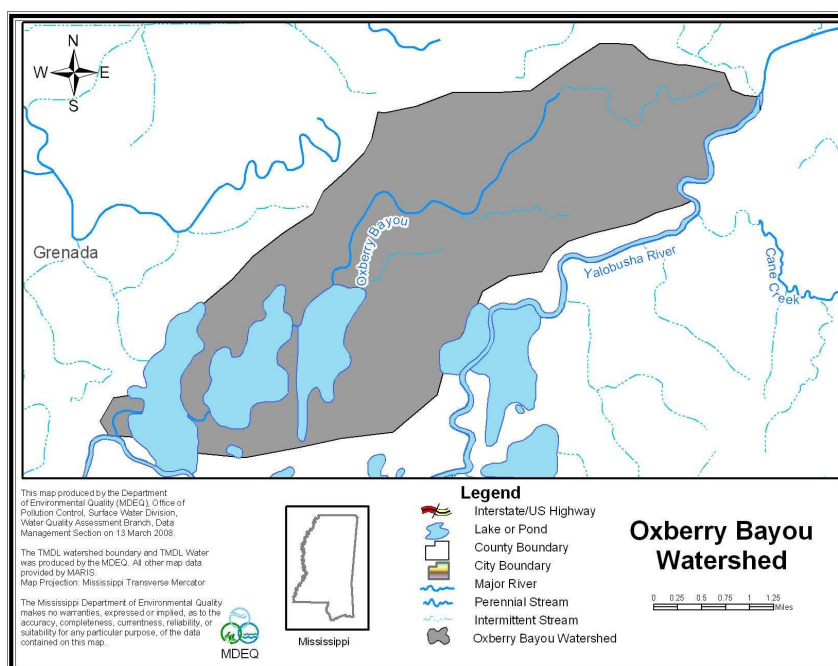 N
W E
S
Grenada
Oxberry Bayou
Yalobusha River
Cane Creek
This map produced by the Department
of Environmental Quality (MDEQ), Office of
Pollution Control, Surface Water Division,
Water Quality Assessment Branch, Data
Management Section on 13 March 2008.
The TMDL watershed boundary and TMDL Water
was produced by the MDEQ. All other map data
provided by MARIS.
Map Projection: Mississippi Transverse Mercator
The Mississippi Department of Environmental Quality
makes no warranties, expressed or implied, as to the
accuracy, completeness, currentness, reliability, or
suitability for any particular purpose, of the data
contained on this map.
MDEQ
Mississippi
Legend
Interstate/US Highway
Lake or Pond
County Boundary
City Boundary
Major River
Perennial Stream
Intermittent Stream
Oxberry Bayou Watershed
Oxberry Bayou
Watershed
0 0.25 0.5 0.75 1 1.25
Miles